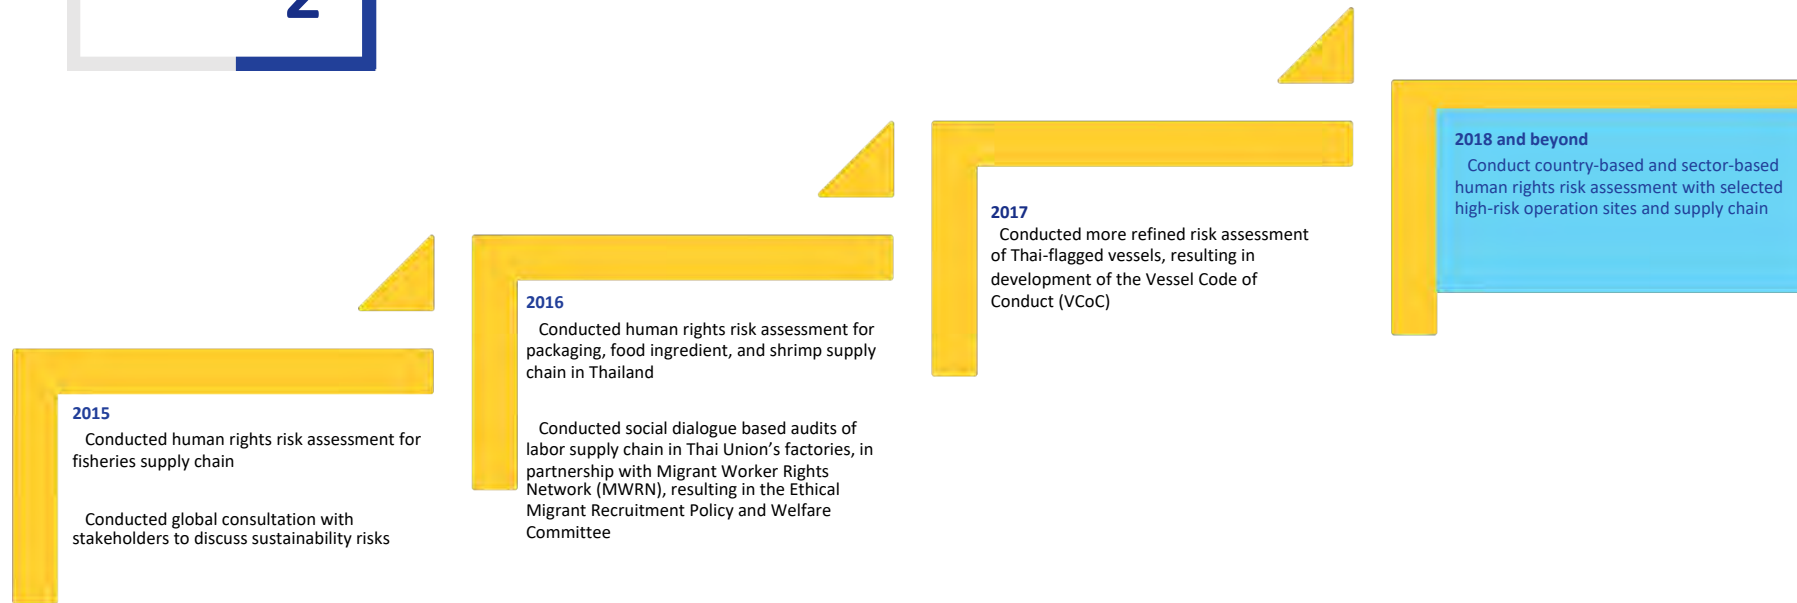 2
2015
Conducted human rights risk assessment for
fisheries supply chain
Conducted global consultation with
stakeholders to discuss sustainability risks
2016
Conducted human rights risk assessment for
packaging, food ingredient, and shrimp supply
chain in Thailand
Conducted social dialogue based audits of
labor supply chain in Thai Union’s factories, in
partnership with Migrant Worker Rights
Network (MWRN), resulting in the Ethical
Migrant Recruitment Policy and Welfare
Committee
2017
Conducted more refined risk assessment
of Thai-flagged vessels, resulting in
development of the Vessel Code of
Conduct (VCoC)
2018 and beyond
Conduct country-based and sector-based
human rights risk assessment with selected
high-risk operation sites and supply chain